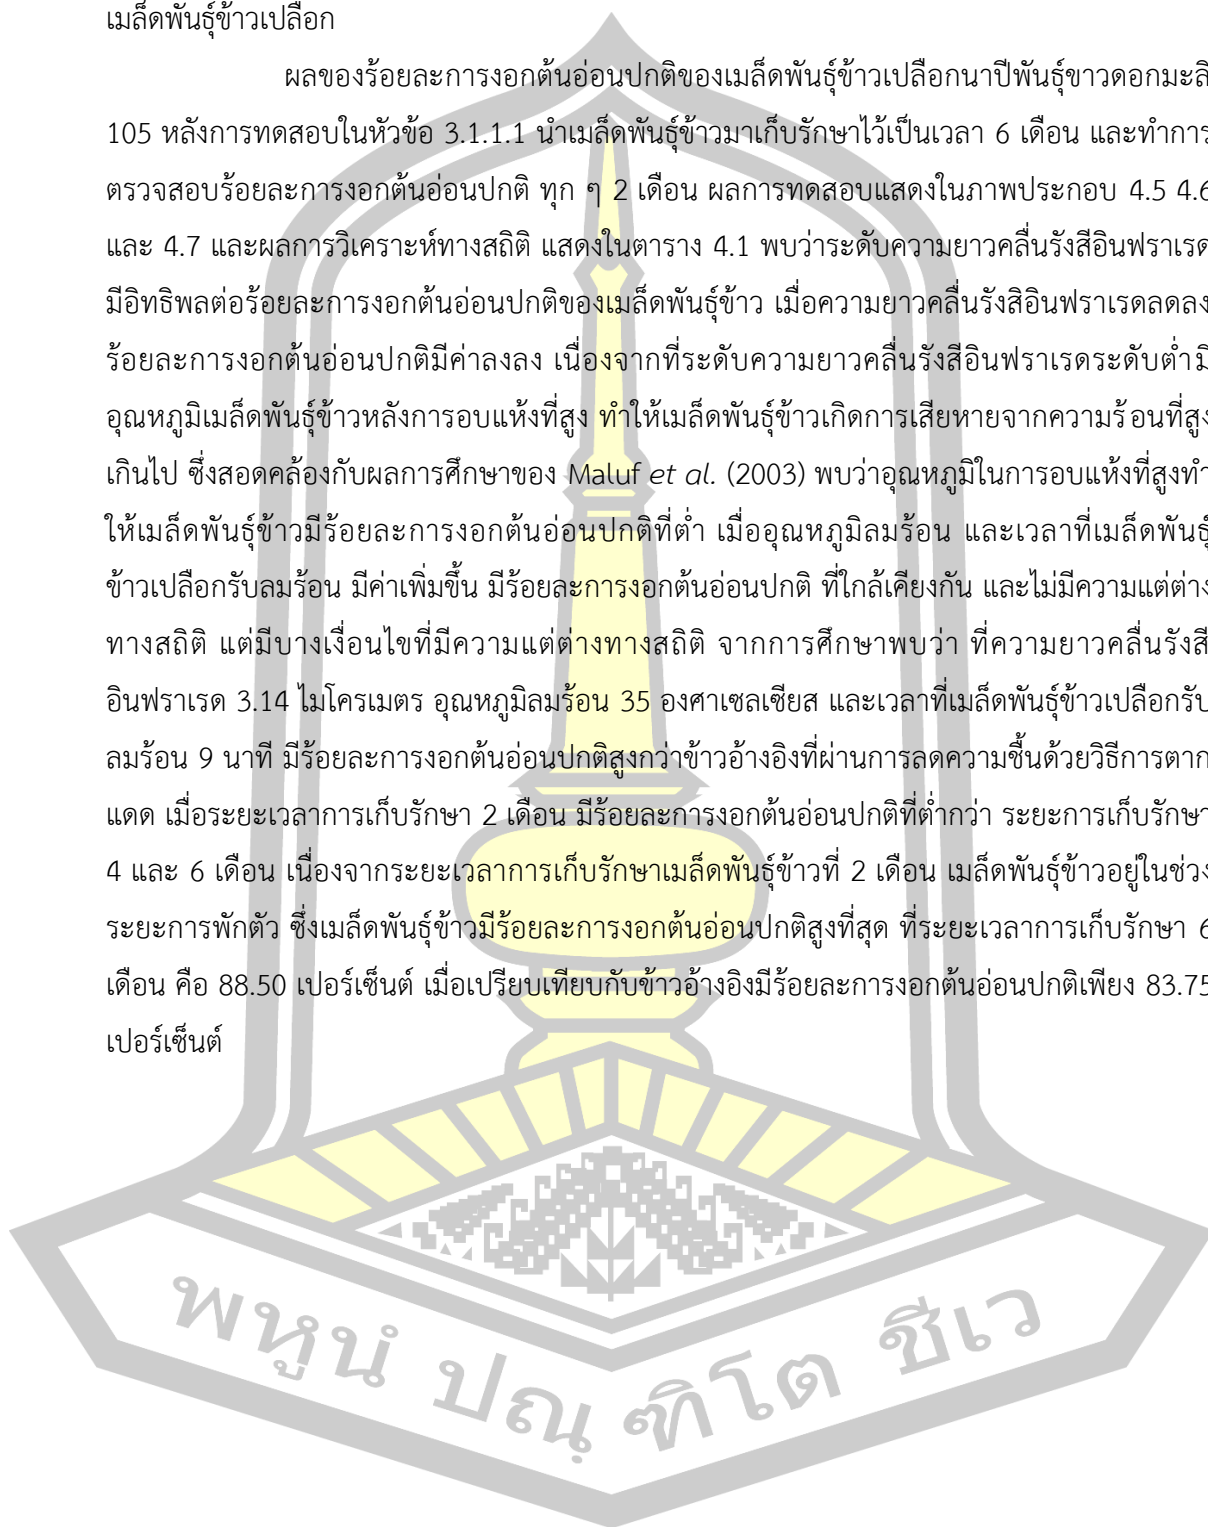 เมล็ดพันธุ์ข้าวเปลือก
ผลของร้อยละการงอกต้นอ่อนปกติของเมล็ดพันธุ์ข้าวเปลือกนาปีพันธุ์ขาวดอกมะลิ
105 หลังการทดสอบในหัวข้อ 3.1.1.1 นำเมล็ดพันธุ์ข้าวมาเก็บรักษาไว้เป็นเวลา 6 เดือน และทำการ
ตรวจสอบร้อยละการงอกต้นอ่อนปกติ ทุก ๆ 2 เดือน ผลการทดสอบแสดงในภาพประกอบ 4.5 4.6
และ 4.7 และผลการวิเคราะห์ทางสถิติ แสดงในตาราง 4.1 พบว่าระดับความยาวคลื่นรังสีอินฟราเรด
มีอิทธิพลต่อร้อยละการงอกต้นอ่อนปกติของเมล็ดพันธุ์ข้าว เมื่อความยาวคลื่นรังสิอินฟราเรดลดลง
ร้อยละการงอกต้นอ่อนปกติมีค่าลงลง เนื่องจากที่ระดับความยาวคลื่นรังสีอินฟราเรดระดับต่ำมี
อุณหภูมิเมล็ดพันธุ์ข้าวหลังการอบแห้งที่สูง ทำให้เมล็ดพันธุ์ข้าวเกิดการเสียหายจากความร้อนที่สูง
เกินไป ซึ่งสอดคล้องกับผลการศึกษาของ Maluf et al. (2003) พบว่าอุณหภูมิในการอบแห้งที่สูงทำ
ให้เมล็ดพันธุ์ข้าวมีร้อยละการงอกต้นอ่อนปกติที่ต่ำ เมื่ออุณหภูมิลมร้อน และเวลาที่เมล็ดพันธุ์
ข้าวเปลือกรับลมร้อน มีค่าเพิ่มขึ้น มีร้อยละการงอกต้นอ่อนปกติ ที่ใกล้เคียงกัน และไม่มีความแต่ต่าง
ทางสถิติ แต่มีบางเงื่อนไขที่มีความแต่ต่างทางสถิติ จากการศึกษาพบว่า ที่ความยาวคลื่นรังสี
อินฟราเรด 3.14 ไมโครเมตร อุณหภูมิลมร้อน 35 องศาเซลเซียส และเวลาที่เมล็ดพันธุ์ข้าวเปลือกรับ
ลมร้อน 9 นาที มีร้อยละการงอกต้นอ่อนปกติสูงกว่าข้าวอ้างอิงที่ผ่านการลดความชื้นด้วยวิธีการตาก
แดด เมื่อระยะเวลาการเก็บรักษา 2 เดือน มีร้อยละการงอกต้นอ่อนปกติที่ต่ำกว่า ระยะการเก็บรักษา
4 และ 6 เดือน เนื่องจากระยะเวลาการเก็บรักษาเมล็ดพันธุ์ข้าวที่ 2 เดือน เมล็ดพันธุ์ข้าวอยู่ในช่วง
ระยะการพักตัว ซึ่งเมล็ดพันธุ์ข้าวมีร้อยละการงอกต้นอ่อนปกติสูงที่สุด ที่ระยะเวลาการเก็บรักษา 6
เดือน คือ 88.50 เปอร์เซ็นต์ เมื่อเปรียบเทียบกับข้าวอ้างอิงมีร้อยละการงอกต้นอ่อนปกติเพียง 83.75
เปอร์เซ็นต์
พหูนํ ปณฺฑิโต ชีเว